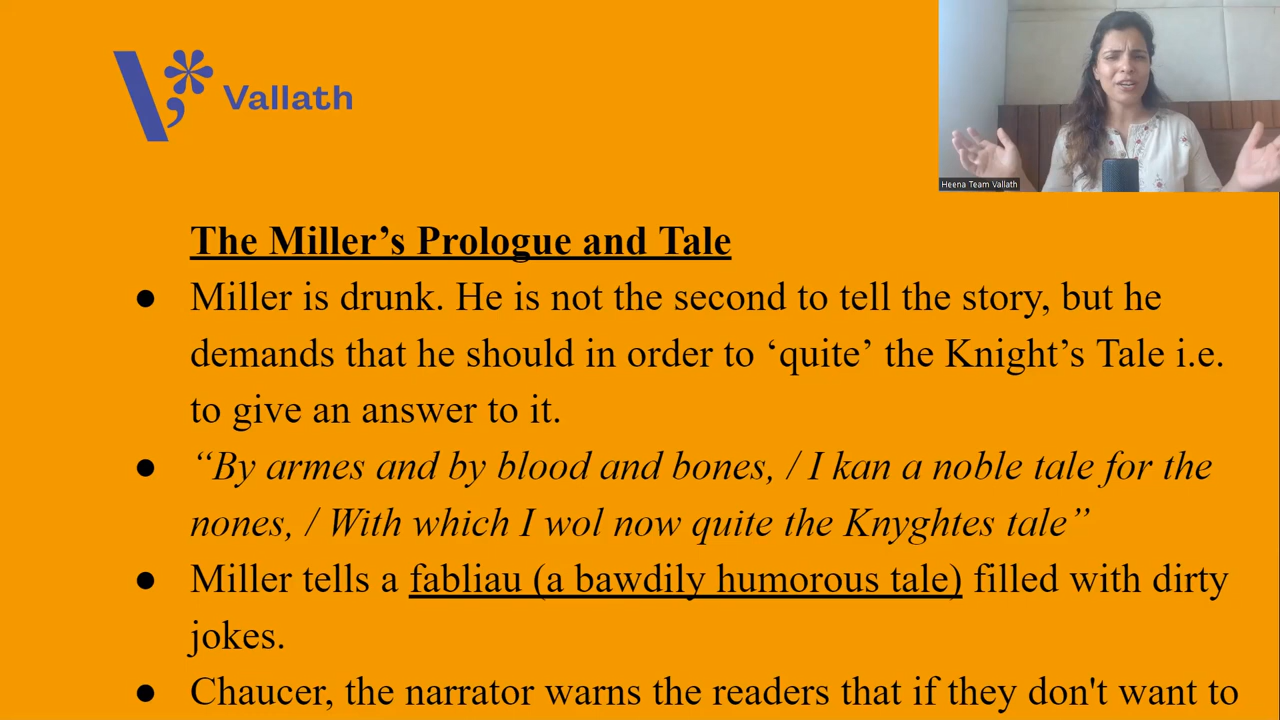 Vallath
Heena Team Vallath
The Miller’s Prologue and Tale
● Miller is drunk. He is not the second to tell the story, but he
demands that he should in order to ‘quite’ the Knight’s Tale i.e.
to give an answer to it.
● “By armes and by blood and bones, / I kan a noble tale for the
nones, / With which I wol now quite the Knyghtes tale”
● Miller tells a fabliau (a bawdily humorous tale) filled with dirty
jokes.
● Chaucer, the narrator warns the readers that if they don't want to